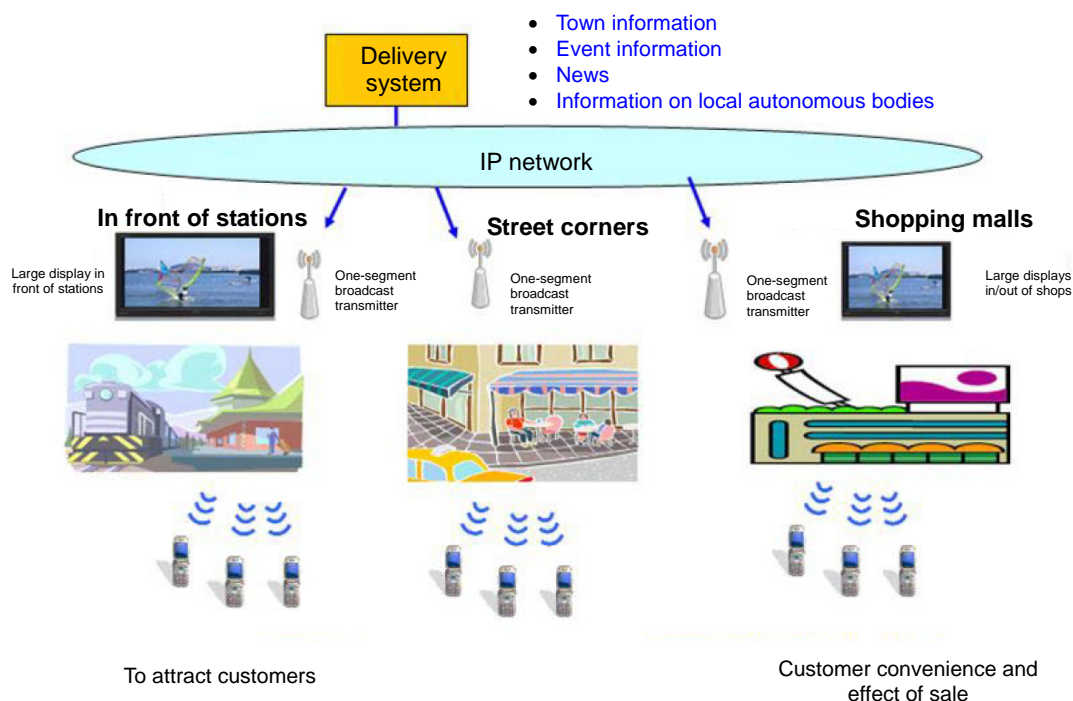 Delivery
system
• Town information
• Event information
• News
• Information on local autonomous bodies
IP network
In front of stations
Street corners
Shopping malls
Large display in
front of stations
One-segment
broadcast
transmitter
One-segment
broadcast
transmitter
One-segment
broadcast
transmitter
Large displays
in/out of shops
To attract customers
Customer convenience and
effect of sale